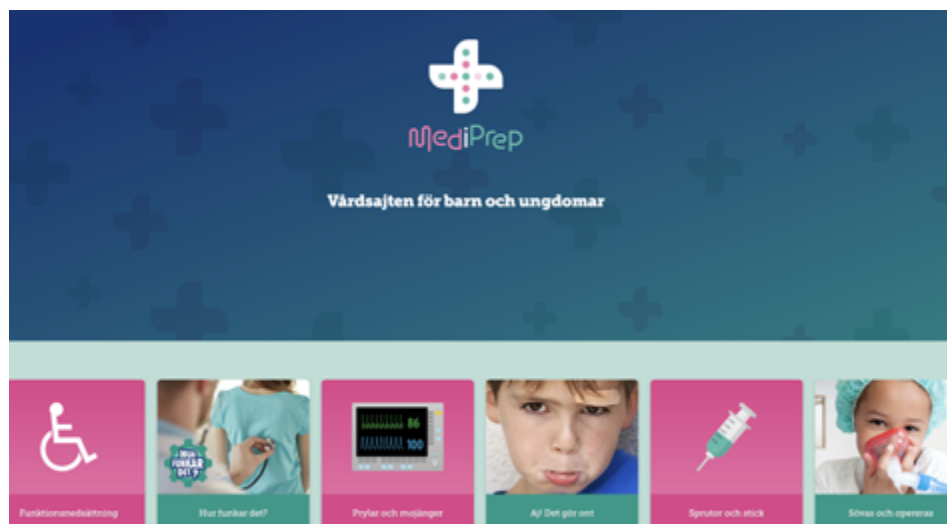 MediPrep
Vårdsajten för barn och ungdomar
86
100
HUR
FUNKAR
DET?
Funktionsnedsättning
Hur funkar det?
Prylar och mojänger
Aj! Det gör ont
Sprutor och stick
Sövas och opereras